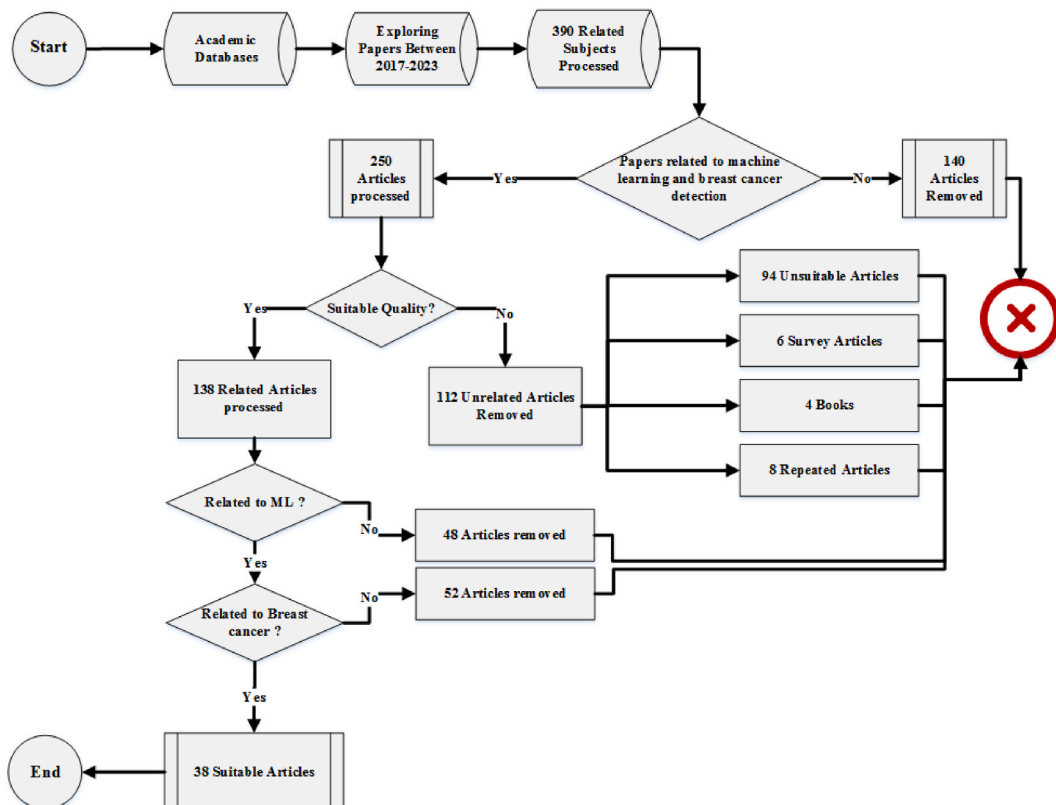 Start
Academic
Databases
Exploring
Papers Between
2017-2023
390 Related
Subjects
Processed
Papers related to machine
learning and breast cancer
detection
Yes
No
250
Articles
processed
140
Articles
Removed
Suitable Quality?
Yes
No
94 Unsuitable Articles
6 Survey Articles
4 Books
8 Repeated Articles
138 Related Articles
processed
112 Unrelated Articles
Removed
Related to ML ?
No
48 Articles removed
Yes
Related to Breast
cancer ?
No
52 Articles removed
Yes
38 Suitable Articles
End